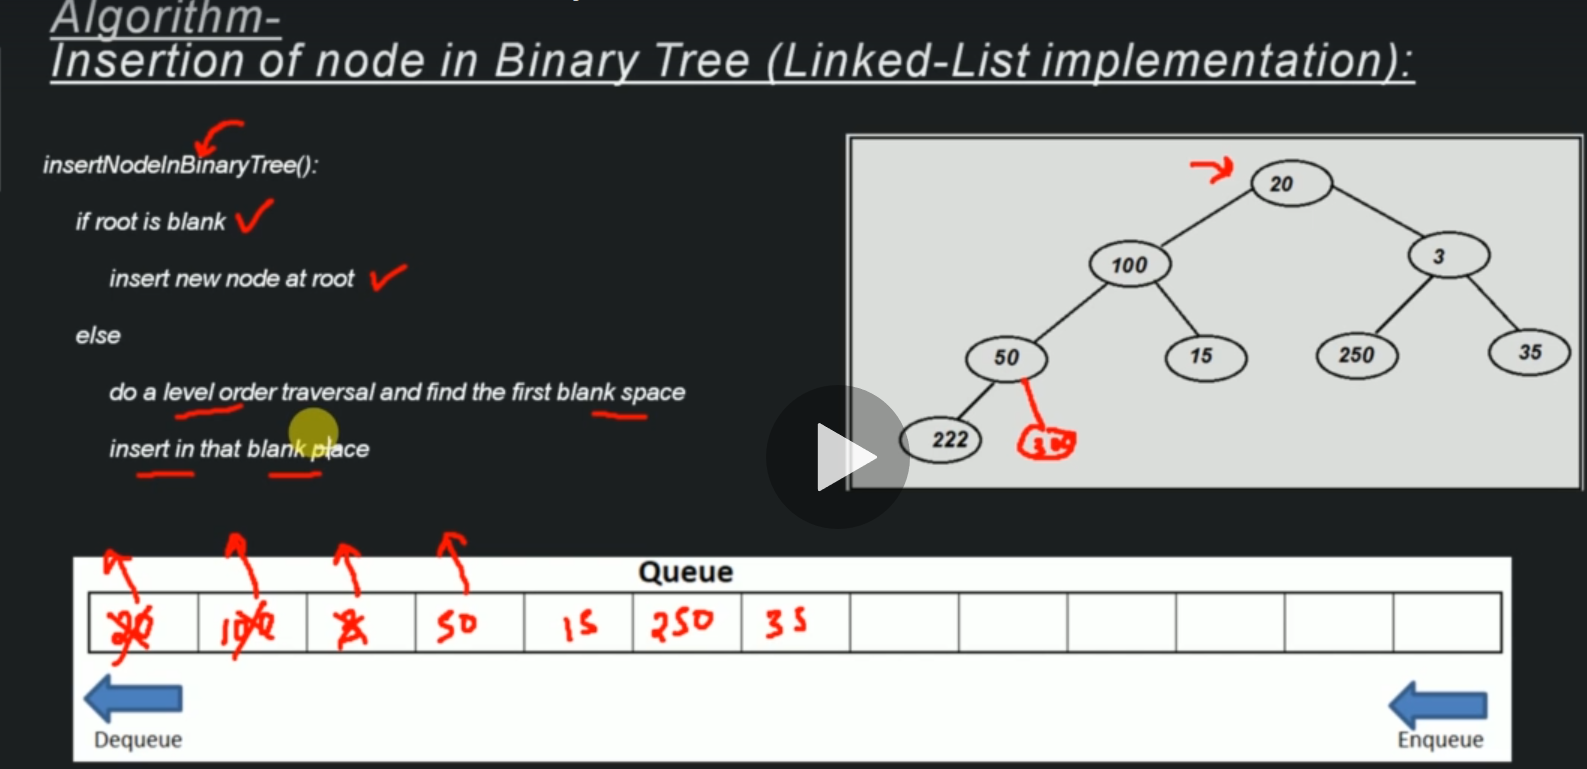 Algorithm-
Insertion of node in Binary Tree (Linked-List implementation):
insertNodeInBinaryTree():
if root is blank
insert new node at root
else
do a level order traversal and find the first blank space
insert in that blank place
20
100 3
50 15 250 35
222
Queue
20 100 3 50 15 250 35
Dequeue Enqueue